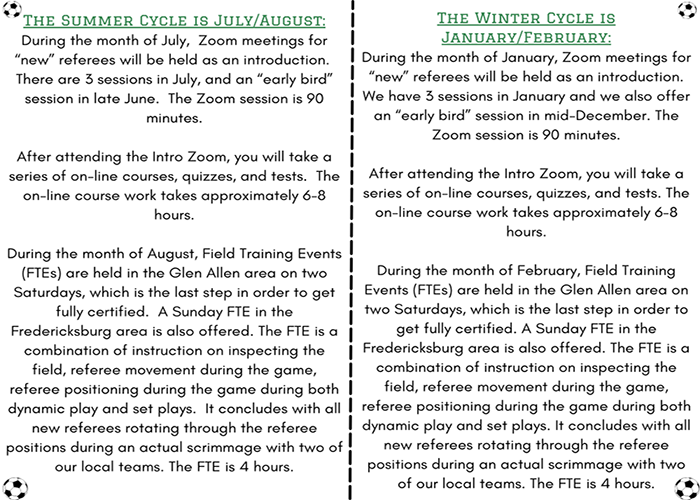 The Summer Cycle is July/August:
During the month of July,  Zoom meetings for
“new” referees will be held as an introduction.
There are 3 sessions in July, and an “early bird”
session in late June.  The Zoom session is 90
minutes.
After attending the Intro Zoom, you will take a
series of on-line courses, quizzes, and tests.  The
on-line course work takes approximately 6-8
hours.
During the month of August, Field Training Events
(FTEs) are held in the Glen Allen area on two
Saturdays, which is the last step in order to get
fully certified.  A Sunday FTE in the
Fredericksburg area is also offered. The FTE is a
combination of instruction on inspecting the
field, referee movement during the game,
referee positioning during the game during both
dynamic play and set plays.  It concludes with all
new referees rotating through the referee
positions during an actual scrimmage with two of
our local teams. The FTE is 4 hours.
The Winter Cycle is
January/February:
During the month of January, Zoom meetings for
“new” referees will be held as an introduction.
We have 3 sessions in January and we also offer
an “early bird” session in mid-December. The
Zoom session is 90 minutes.
After attending the Intro Zoom, you will take a
series of on-line courses, quizzes, and tests. The
on-line course work takes approximately 6-8
hours.
During the month of February, Field Training
Events (FTEs) are held in the Glen Allen area on
two Saturdays, which is the last step in order to
get fully certified. A Sunday FTE in the
Fredericksburg area is also offered. The FTE is a
combination of instruction on inspecting the
field, referee movement during the game,
referee positioning during the game during both
dynamic play and set plays. It concludes with all
new referees rotating through the referee
positions during an actual scrimmage with two
of our local teams. The FTE is 4 hours.